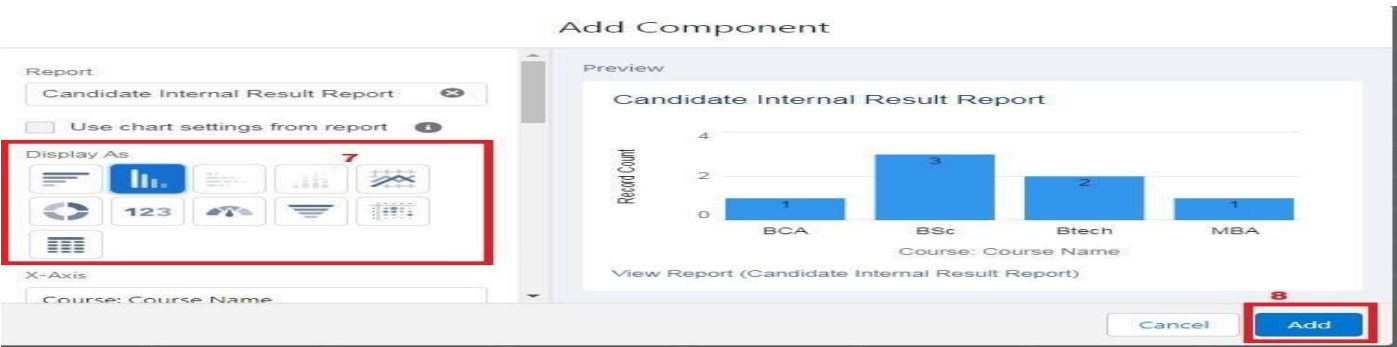 Add Component
Report
Candidate Internal Result Report
Use chart settings from report
Display As
7
123
X-Axis
Course: Course Name
Preview
Candidate Internal Result Report
Record Count
4
2
0
1
3
2
1
BCA BSc Btech MBA
Course: Course Name
View Report (Candidate Internal Result Report)
8
Cancel Add